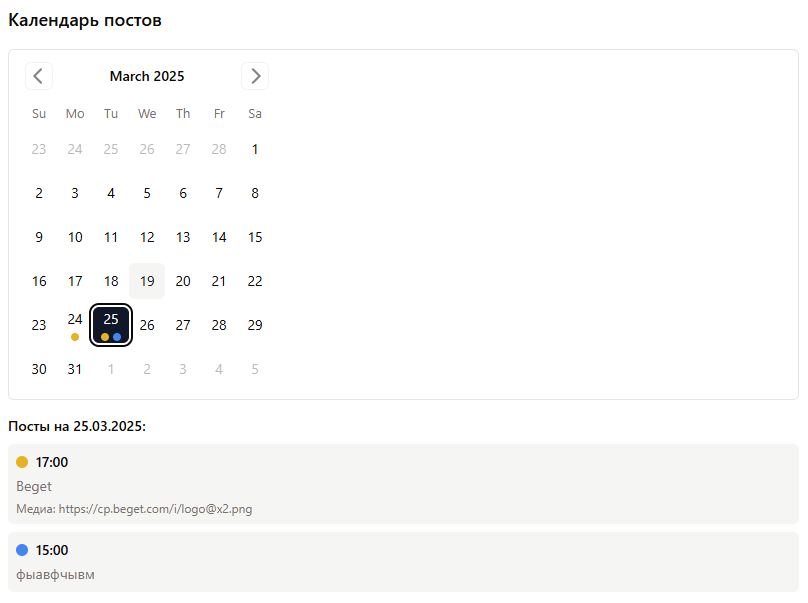 Календарь постов
March 2025
Su Mo Tu We Th Fr Sa
23 24 25 26 27 28 1
2 3 4 5 6 7 8
9 10 11 12 13 14 15
16 17 18 19 20 21 22
23 24 25 26 27 28 29
30 31 1 2 3 4 5
Посты на 25.03.2025:
17:00
Beget
Медиа: https://cp.beget.com/i/logo@x2.png
15:00
фыавфчывм